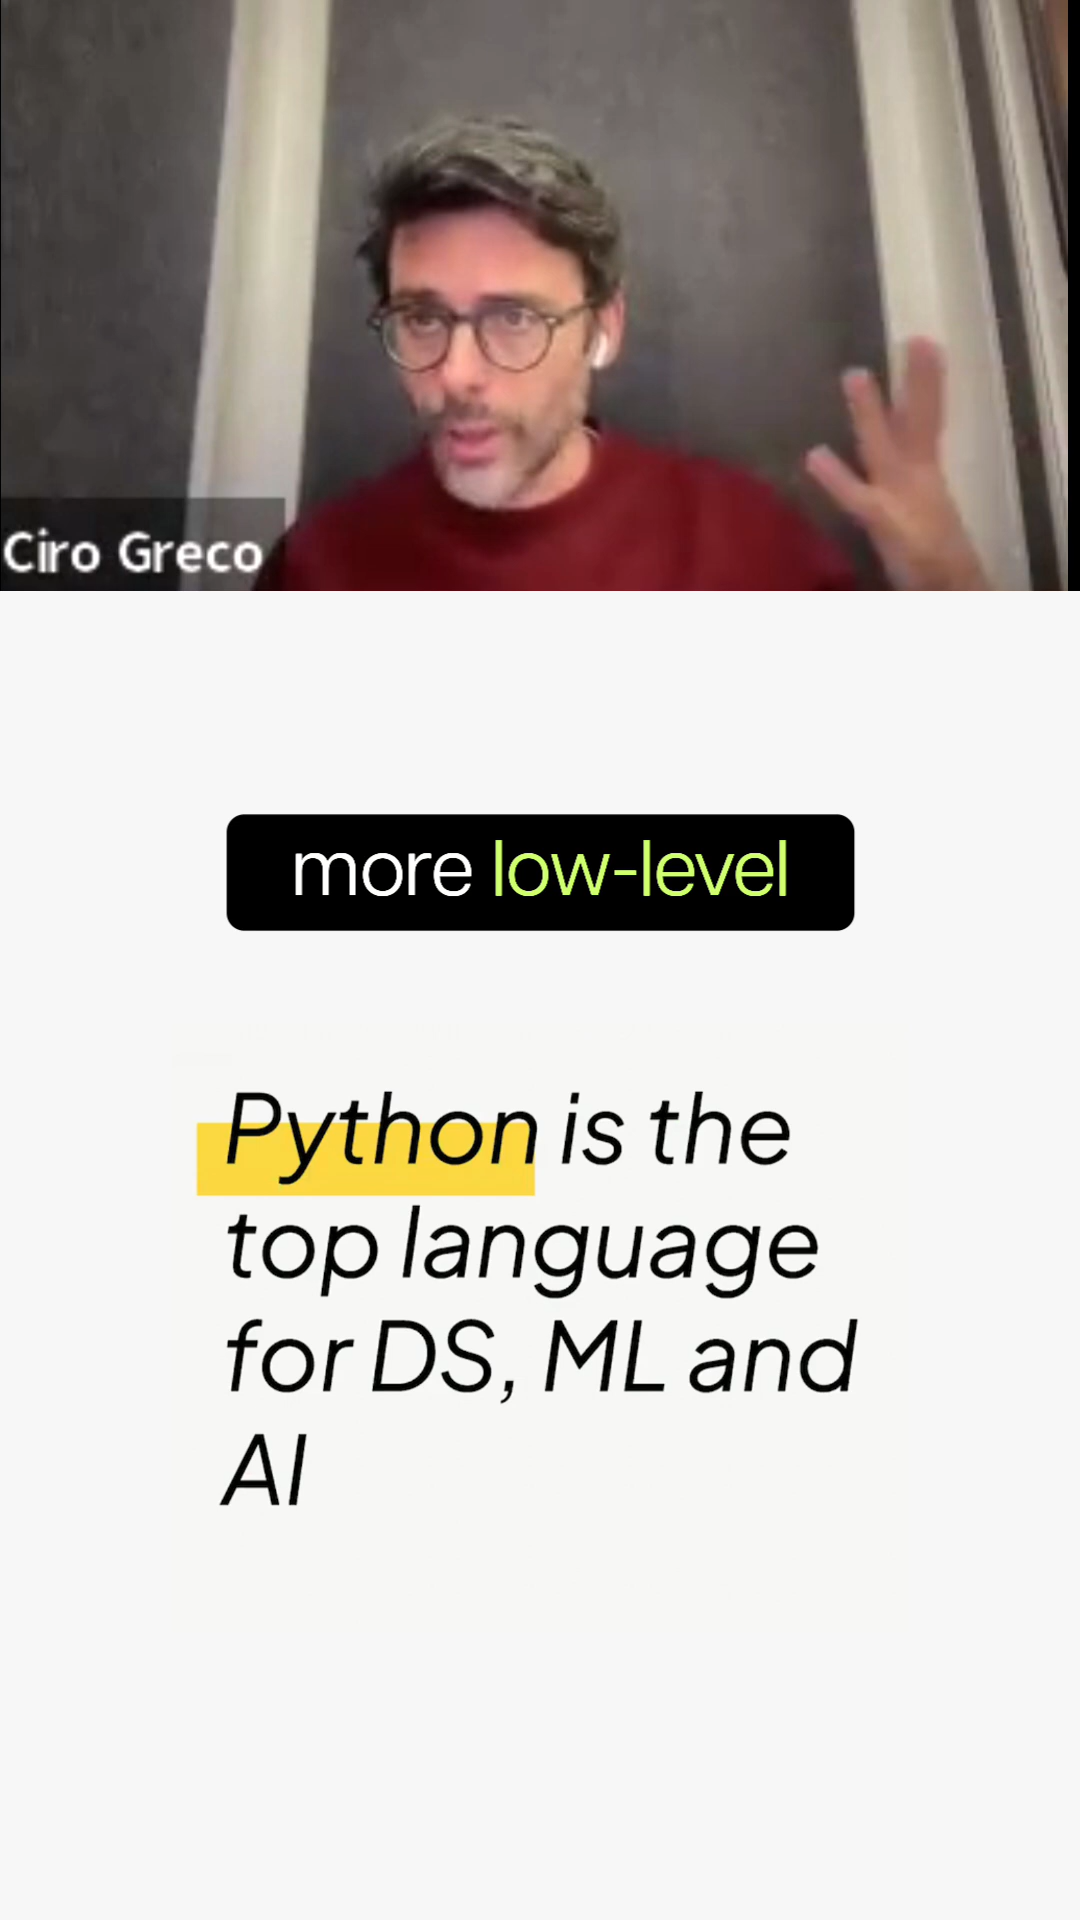 Ciro Greco
more low-level
Python is the
top language
for DS, ML and
AI